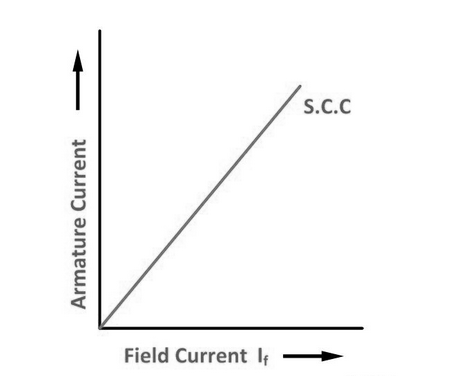 S.C.C
Armature Current
Field Current If